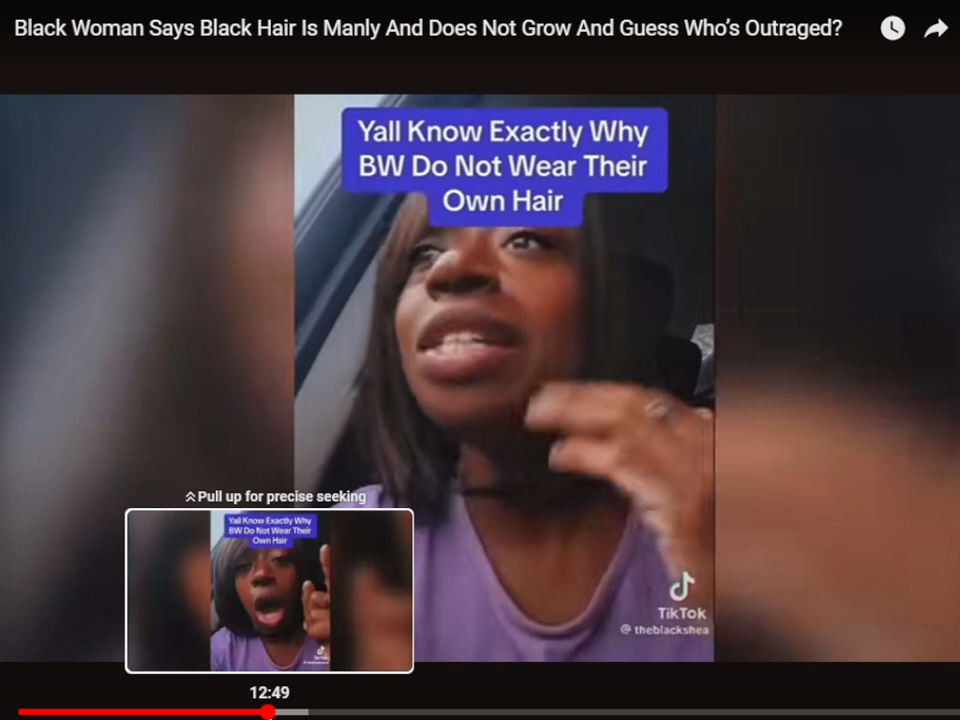 Black Woman Says Black Hair Is Manly And Does Not Grow And Guess Who’s Outraged?
Yall Know Exactly Why
BW Do Not Wear Their
Own Hair
Pull up for precise seeking
Yall Know Exactly Why
BW Do Not Wear Their
Own Hair
TikTok
@theblackshea
12:49